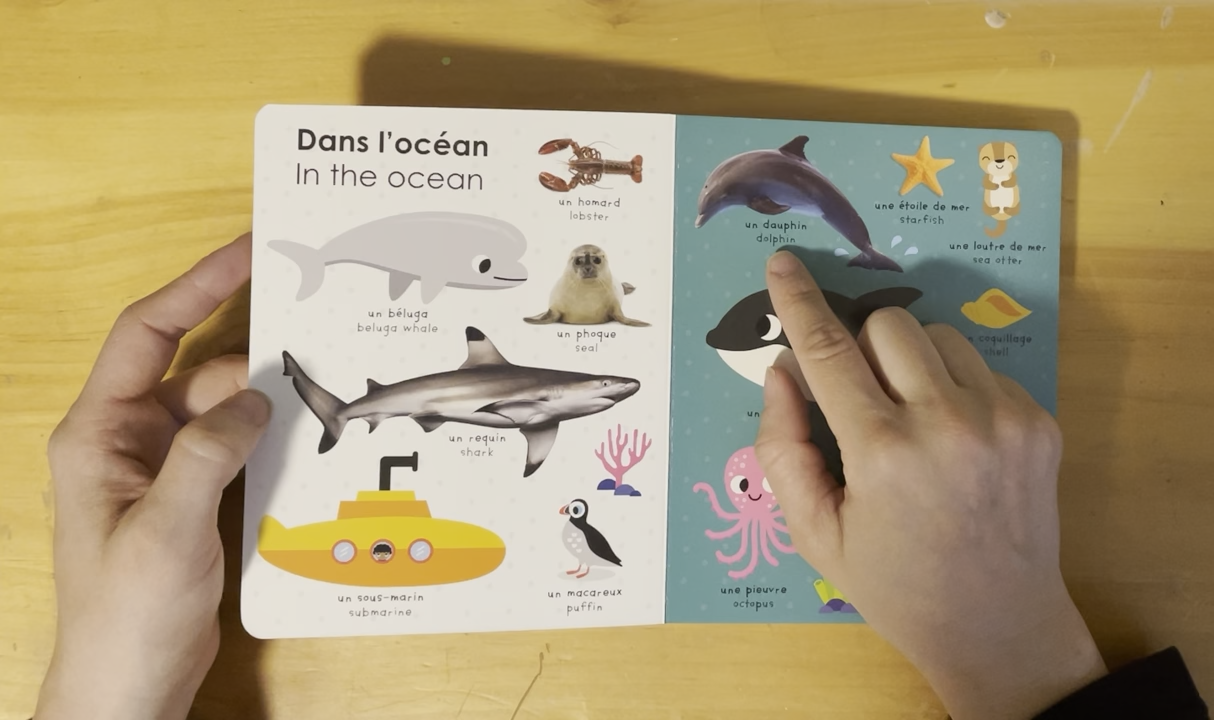 Dans l'océan
In the ocean
un homard
lobster
un béluga
beluga whale
un phoque
seal
un requin
shark
un sous-marin
submarine
un macareux
puffin
un dauphin
dolphin
une étoile de mer
starfish
une loutre de mer
sea otter
coquillage
shell
un
une pieuvre
octopus